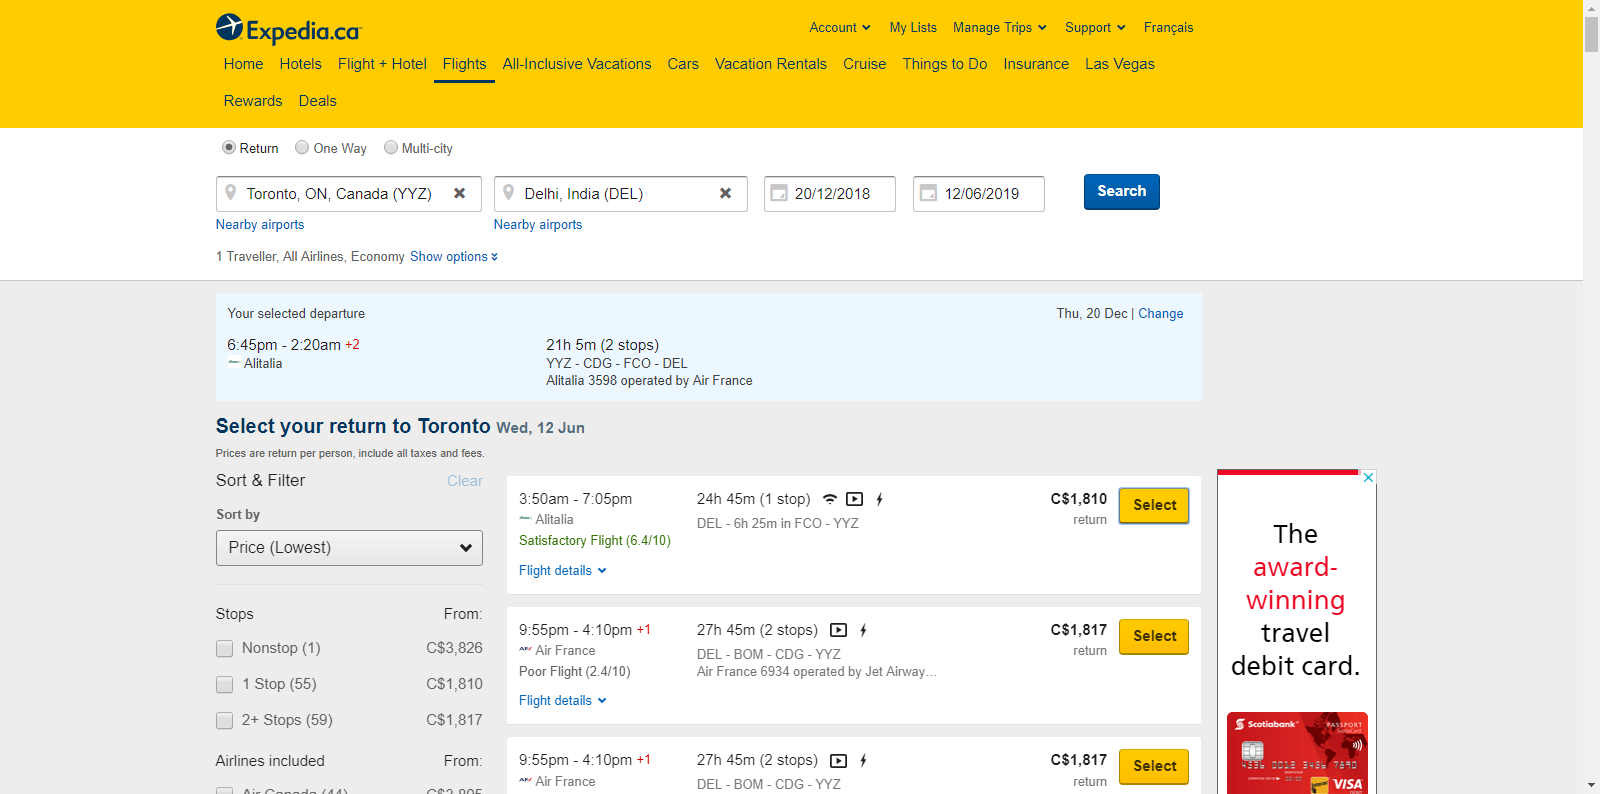 Expedia.ca
Account My Lists Manage Trips Support Français
Home Hotels Flight + Hotel Flights All-Inclusive Vacations Cars Vacation Rentals Cruise Things to Do Insurance Las Vegas
Rewards Deals
Return One Way Multi-city
Toronto, ON, Canada (YYZ) Delhi, India (DEL) 20/12/2018 12/06/2019 Search
Nearby airports Nearby airports
1 Traveller, All Airlines, Economy Show options
Your selected departure Thu, 20 Dec | Change
6:45pm - 2:20am +2 21h 5m (2 stops)
Alitalia YYZ - CDG - FCO - DEL
Alitalia 3598 operated by Air France
Select your return to Toronto Wed, 12 Jun
Prices are return per person, include all taxes and fees.
Sort & Filter Clear
Sort by
Price (Lowest)
Stops From:
Nonstop (1) C$3,826
1 Stop (55) C$1,810
2+ Stops (59) C$1,817
Airlines included From:
Air Canada (44)
3:50am - 7:05pm 24h 45m (1 stop) C$1,810 Select
Alitalia DEL - 6h 25m in FCO - YYZ return
Satisfactory Flight (6.4/10)
Flight details
9:55pm - 4:10pm +1 27h 45m (2 stops) C$1,817 Select
Air France DEL - BOM - CDG - YYZ return
Poor Flight (2.4/10) Air France 6934 operated by Jet Airway...
Flight details
9:55pm - 4:10pm +1 27h 45m (2 stops) C$1,817 Select
Air France DEL - BOM - CDG - YYZ return
The
award-
winning
travel
debit card.
Scotiabank PASSPORT
VISA